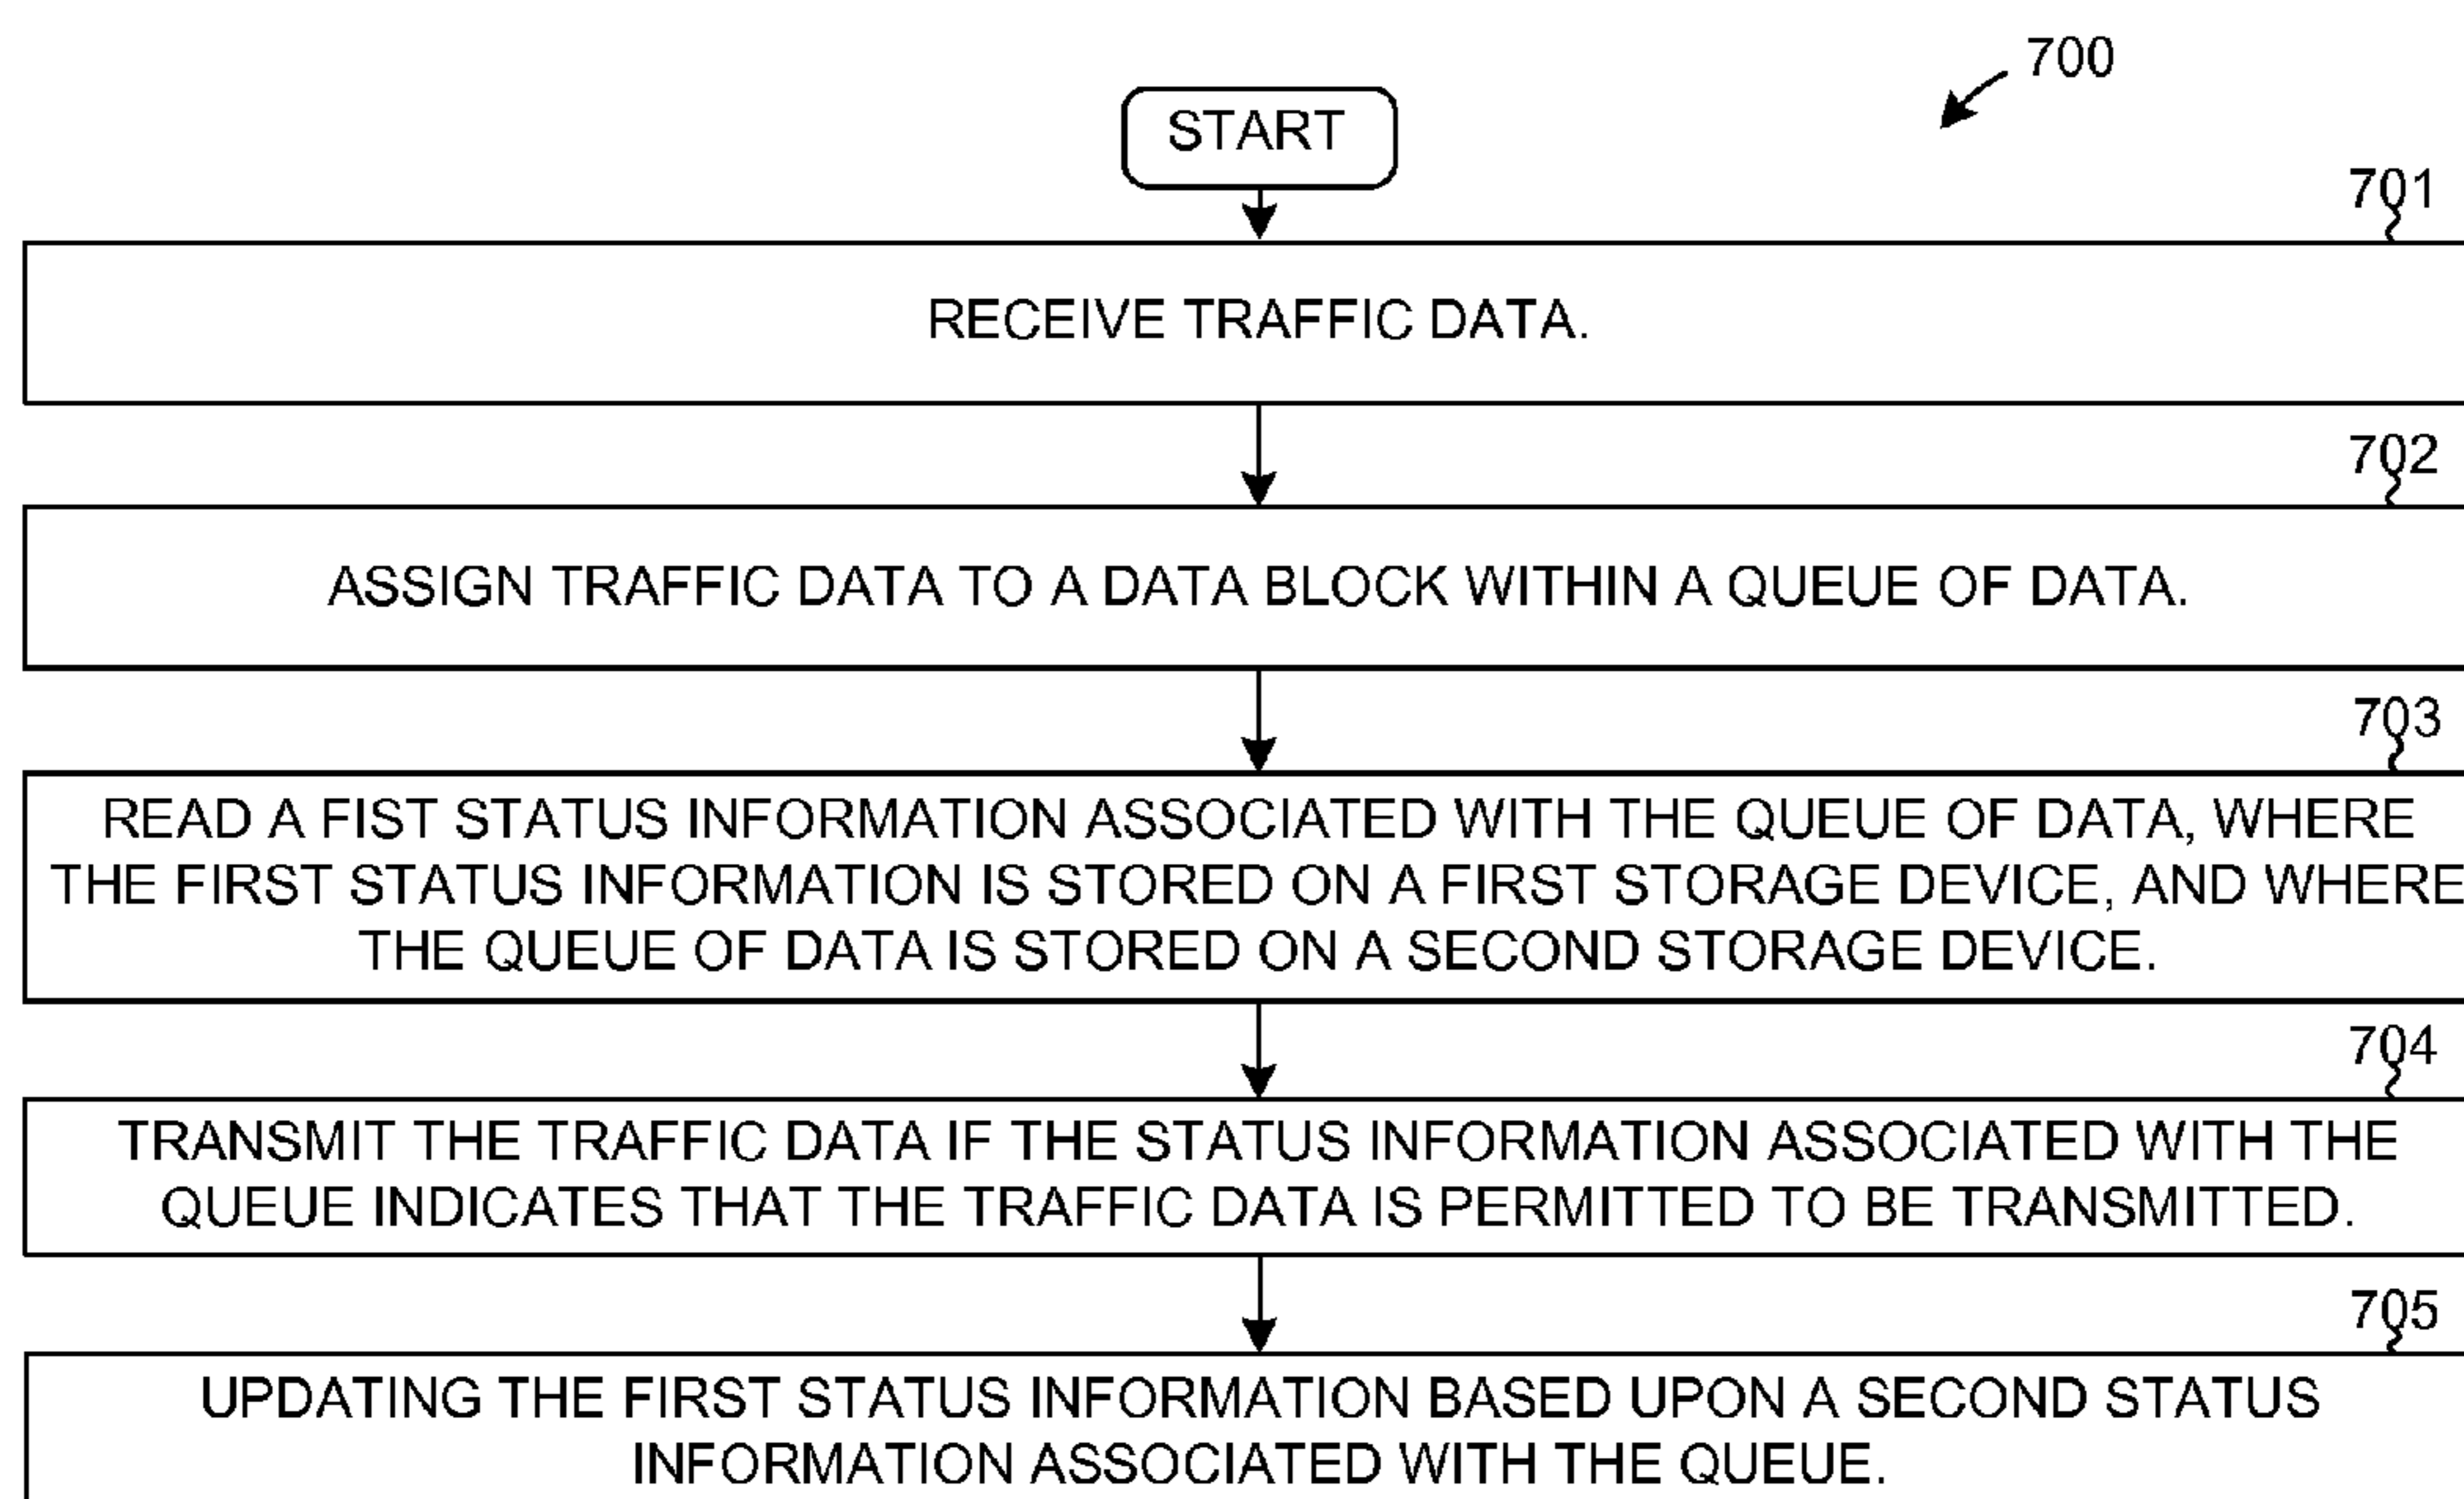 700
START
701
RECEIVE TRAFFIC DATA.
702
ASSIGN TRAFFIC DATA TO A DATA BLOCK WITHIN A QUEUE OF DATA.
703
READ A FIST STATUS INFORMATION ASSOCIATED WITH THE QUEUE OF DATA, WHERE
THE FIRST STATUS INFORMATION IS STORED ON A FIRST STORAGE DEVICE, AND WHERE
THE QUEUE OF DATA IS STORED ON A SECOND STORAGE DEVICE.
704
TRANSMIT THE TRAFFIC DATA IF THE STATUS INFORMATION ASSOCIATED WITH THE
QUEUE INDICATES THAT THE TRAFFIC DATA IS PERMITTED TO BE TRANSMITTED.
705
UPDATING THE FIRST STATUS INFORMATION BASED UPON A SECOND STATUS
INFORMATION ASSOCIATED WITH THE QUEUE.